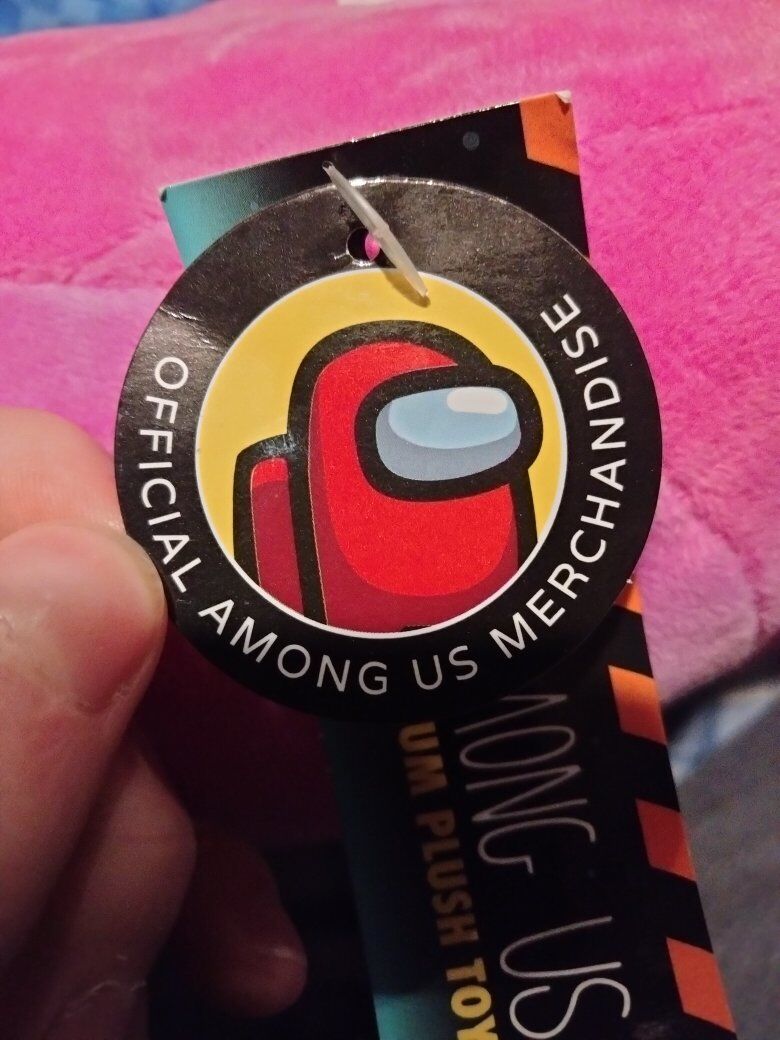 OFFICIAL AMONG US MERCHANDISE
MONG US
UM PLUSH TOY